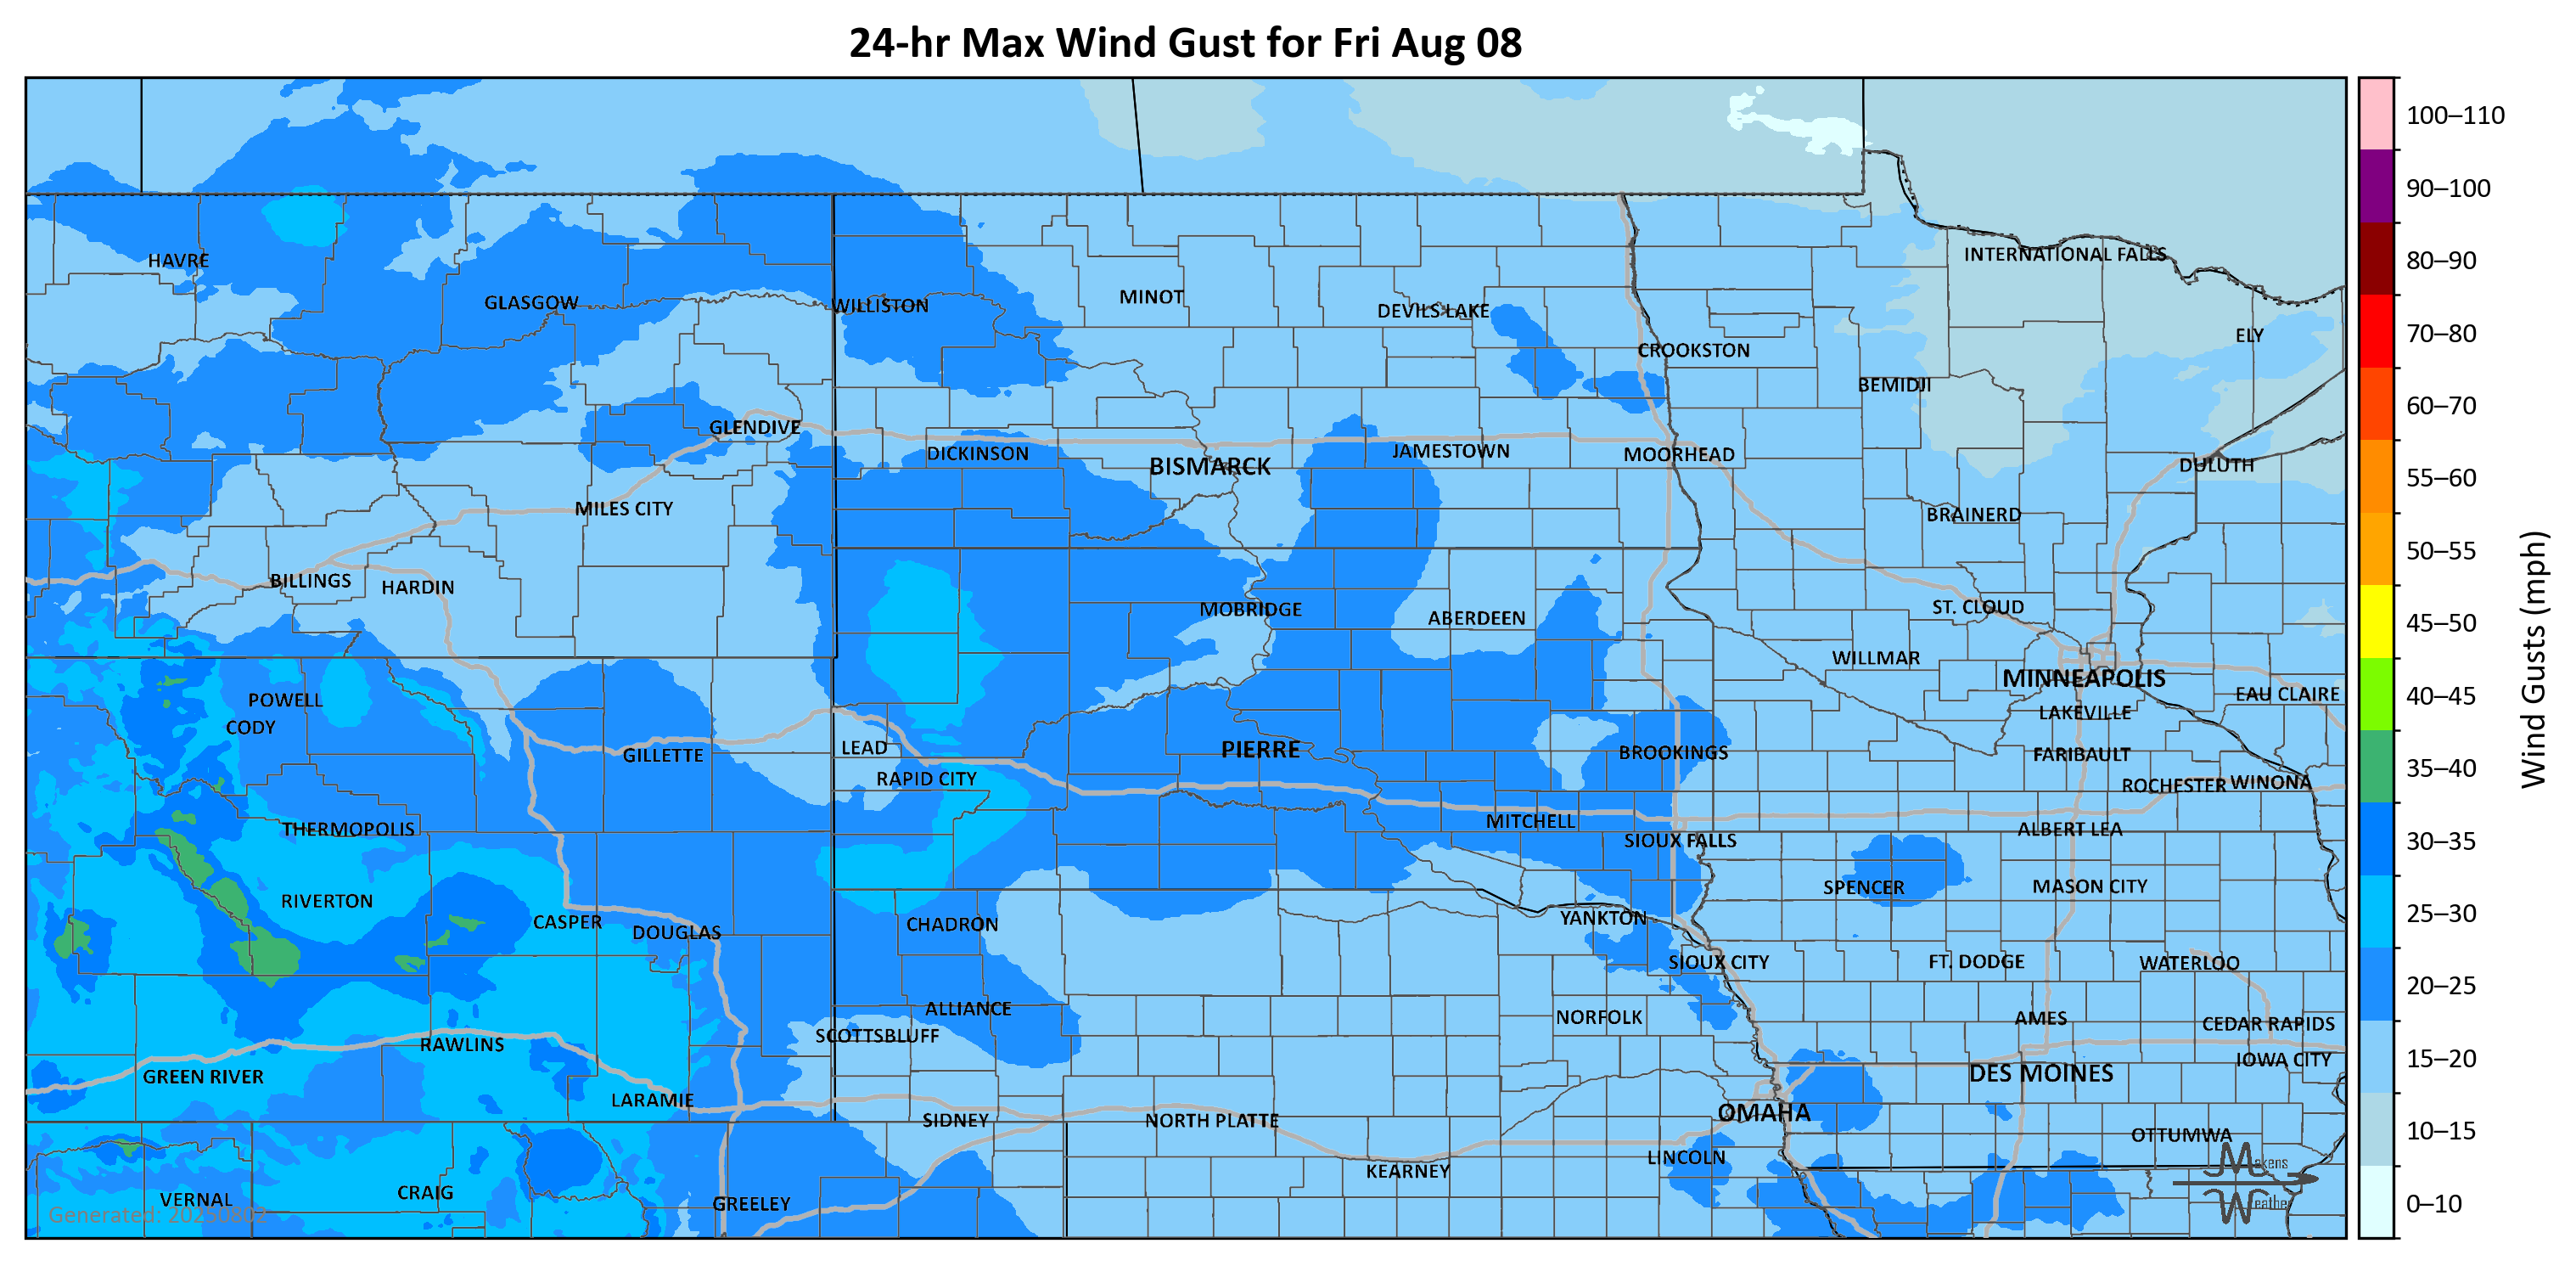 24-hr Max Wind Gust for Fri Aug 08
100–110
90–100
80–90
70–80
60–70
55–60
50–55
45–50
40–45
35–40
30–35
25–30
20–25
15–20
10–15
0–10
Wind Gusts (mph)
HAVRE
INTERNATIONAL FALLS
GLASGOW
WILLISTON
MINOT
DEVILS LAKE
ELY
CROOKSTON
BEMIDJI
GLENDIVE
DICKINSON
BISMARCK
JAMESTOWN
MOORHEAD
DULUTH
MILES CITY
BRAINERD
BILLINGS
HARDIN
MOBRIDGE
ABERDEEN
ST. CLOUD
WILLMAR
MINNEAPOLIS
POWELL
EAU CLAIRE
CODY
LAKEVILLE
GILLETTE
LEAD
PIERRE
BROOKINGS
FARIBAULT
RAPID CITY
ROCHESTER
WINONA
THERMOPOLIS
MITCHELL
SIOUX FALLS
ALBERT LEA
RIVERTON
SPENCER
MASON CITY
CASPER
DOUGLAS
CHADRON
YANKTON
SIOUX CITY
FT. DODGE
WATERLOO
ALLIANCE
NORFOLK
AMES
CEDAR RAPIDS
SCOTTSBLUFF
RAWLINS
IOWA CITY
GREEN RIVER
DES MOINES
LARAMIE
OMAHA
SIDNEY
NORTH PLATTE
OTTUMWA
LINCOLN
KEARNEY
VERNAL
CRAIG
GREELEY
Generated: 20250802
Makens
Weather